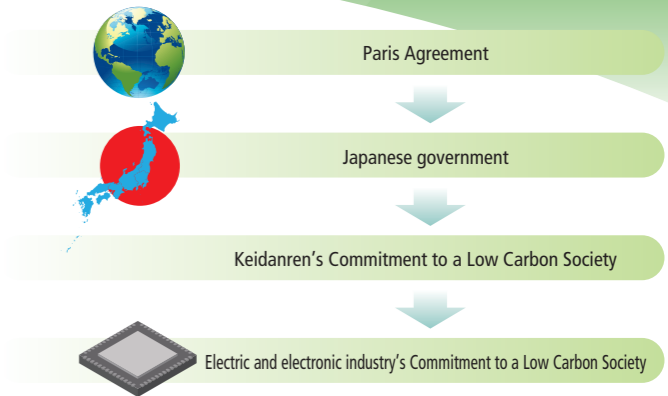 Paris Agreement
Japanese government
Keidanren’s Commitment to a Low Carbon Society
Electric and electronic industry’s Commitment to a Low Carbon Society